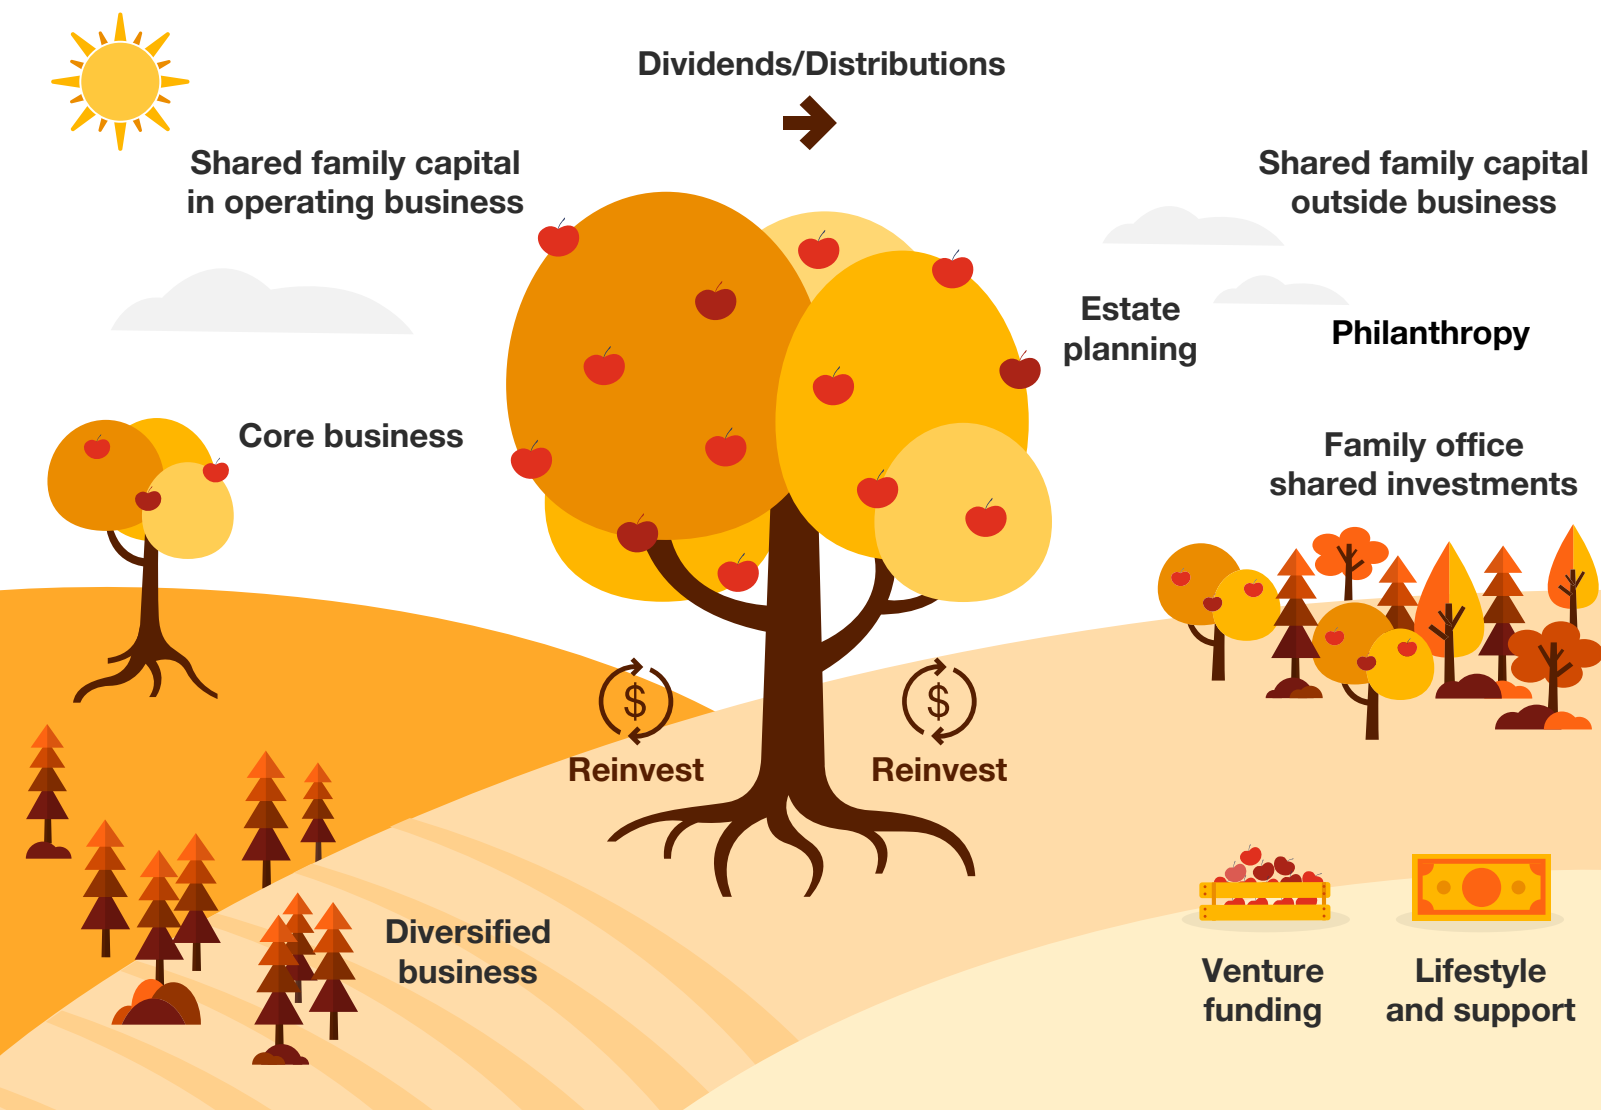 Dividends/Distributions
Shared family capital
in operating business
Shared family capital
outside business
Estate
planning
Philanthropy
Core business
Family office
shared investments
$
$
Reinvest
Reinvest
Diversified
business
Venture
funding
Lifestyle
and support